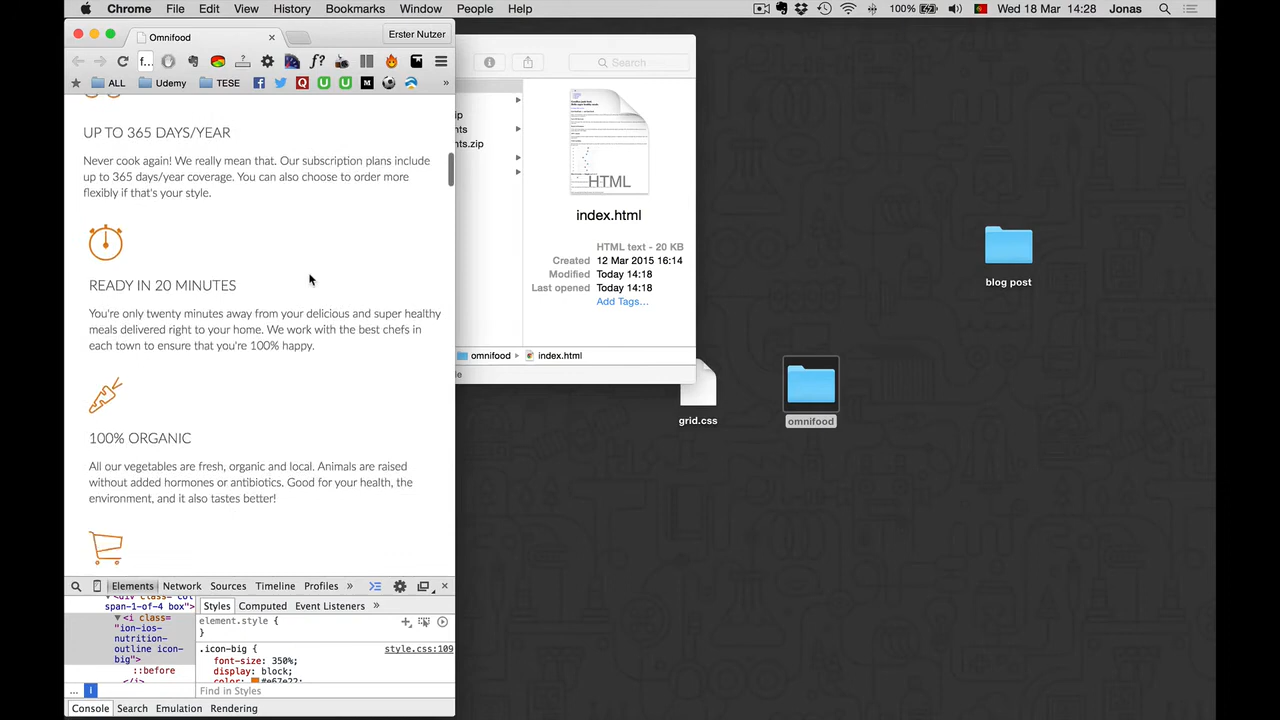 Chrome File Edit View History Bookmarks Window People Help 100% Wed 18 Mar 14:28 Jonas
Omnifood
Erster Nutzer
f...
f?
ALL Udemy TESE
M
»
UP TO 365 DAYS/YEAR
Never cook again! We really mean that. Our subscription plans include
up to 365 days/year coverage. You can also choose to order more
flexibly if that's your style.
READY IN 20 MINUTES
You're only twenty minutes away from your delicious and super healthy
meals delivered right to your home. We work with the best chefs in
each town to ensure that you're 100% happy.
100% ORGANIC
All our vegetables are fresh, organic and local. Animals are raised
without added hormones or antibiotics. Good for your health, the
environment, and it also tastes better!
Elements Network Sources Timeline Profiles »
<div class="col
span-1-of-4 box">
▼<i class=
"ion-ios-
nutrition-
outline icon-
big">
::before
</i>
... i
Styles Computed Event Listeners »
element.style {
}
.icon-big { style.css:109
font-size: 350%;
display: block;
color: #e67e22;
Find in Styles
Console Search Emulation Rendering
Search
ip
nts
ts.zip
HTML
index.html
HTML text - 20 KB
Created 12 Mar 2015 16:14
Modified Today 14:18
Last opened Today 14:18
Add Tags...
omnifood index.html
le
grid.css
omnifood
blog post